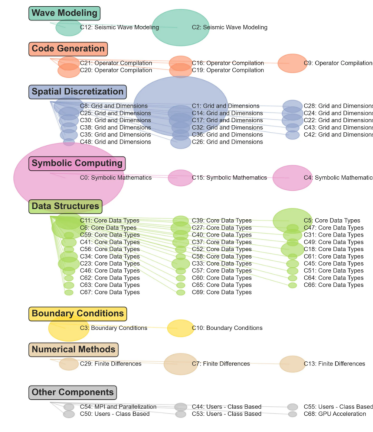 Wave Modeling
C12: Seismic Wave Modeling C2: Seismic Wave Modeling
Code Generation
C21: Operator Compilation C16: Operator Compilation C9: Operator Compilation
C20: Operator Compilation C19: Operator Compilation
Spatial Discretization
Grid and Dimensions C1: Grid and Dimensions C28: Grid and Dimensions
C25: Grid and Dimensions C14: Grid and Dimensions C24: Grid and Dimensions
C30: Grid and Dimensions C17: Grid and Dimensions C22: Grid and Dimensions
C38: Grid and Dimensions C32: Grid and Dimensions C43: Grid and Dimensions
C35: Grid and Dimensions C36: Grid and Dimensions C42: Grid and Dimensions
C48: Grid and Dimensions C26: Grid and Dimensions
Symbolic Computing
C0: Symbolic Mathematics C15: Symbolic Mathematics C4: Symbolic Mathematics
Data Structures
C11: Core Data Types C39: Core Data Types C5: Core Data Types
Core Data Types C27: Core Data Types C47: Core Data Types
C59: Core Data Types C40: Core Data Types C31: Core Data Types
C41: Core Data Types C37: Core Data Types C49: Core Data Types
C56: Core Data Types C52: Core Data Types C18: Core Data Types
C34: Core Data Types C58: Core Data Types C61: Core Data Types
C23: Core Data Types C33: Core Data Types C45: Core Data Types
C46: Core Data Types C57: Core Data Types C51: Core Data Types
C62: Core Data Types C60: Core Data Types C64: Core Data Types
C63: Core Data Types C65: Core Data Types C66: Core Data Types
C67: Core Data Types C69: Core Data Types
Boundary Conditions
C3: Boundary Conditions C10: Boundary Conditions
Numerical Methods
C29: Finite Differences C7: Finite Differences C13: Finite Differences
Other Components
C54: MPI and Parallelization C44: Users - Class Based C55: Users - Class Based
C50: Users - Class Based C53: Users - Class Based C68: GPU Acceleration